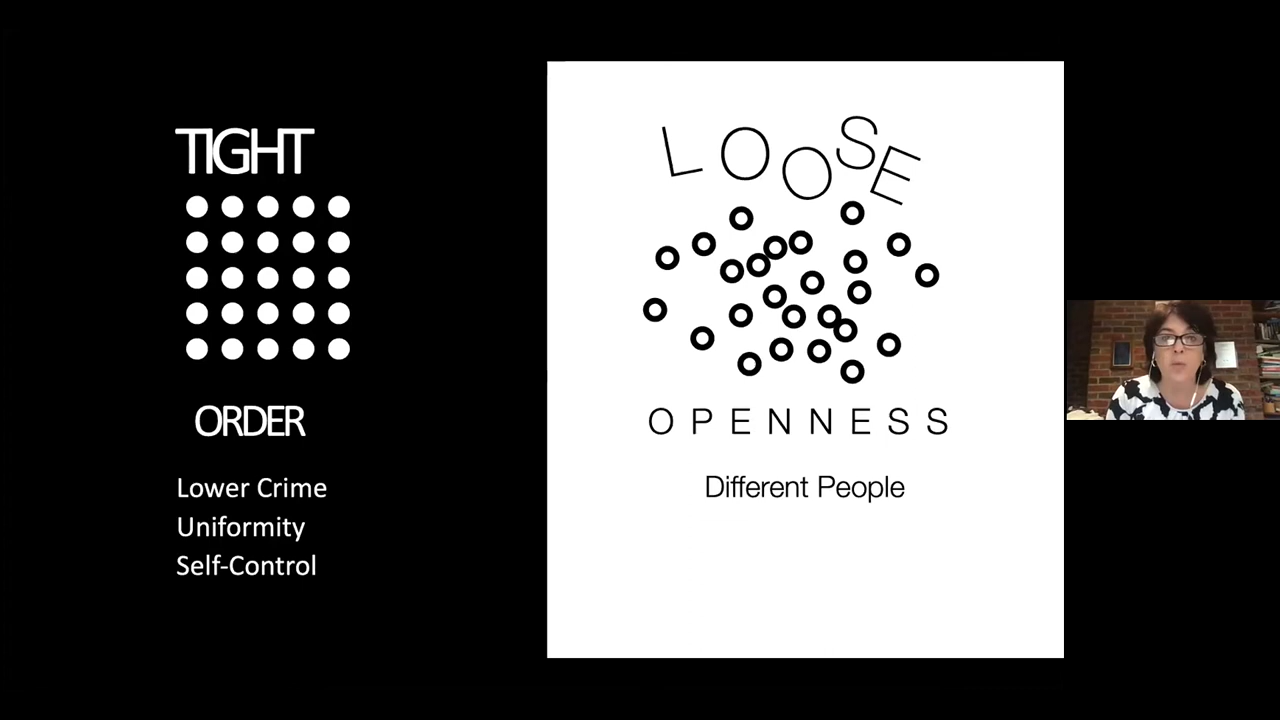 TIGHT
ORDER
Lower Crime
Uniformity
Self-Control
LOOSE
OPENNESS
Different People